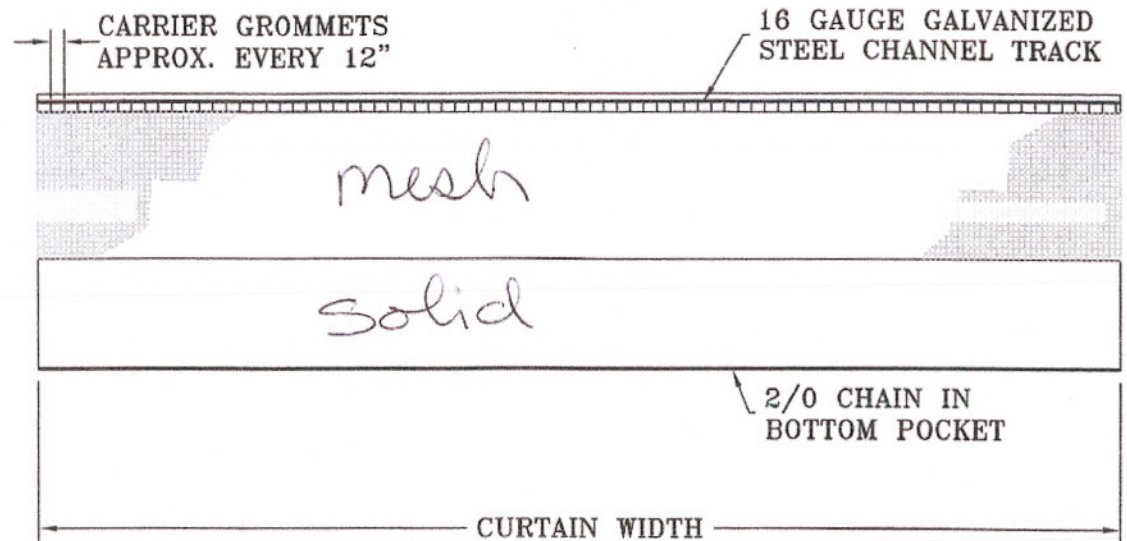 CARRIER GROMMETS
APPROX. EVERY 12"
16 GAUGE GALVANIZED
STEEL CHANNEL TRACK
mesh
solid
2/0 CHAIN IN
BOTTOM POCKET
CURTAIN WIDTH